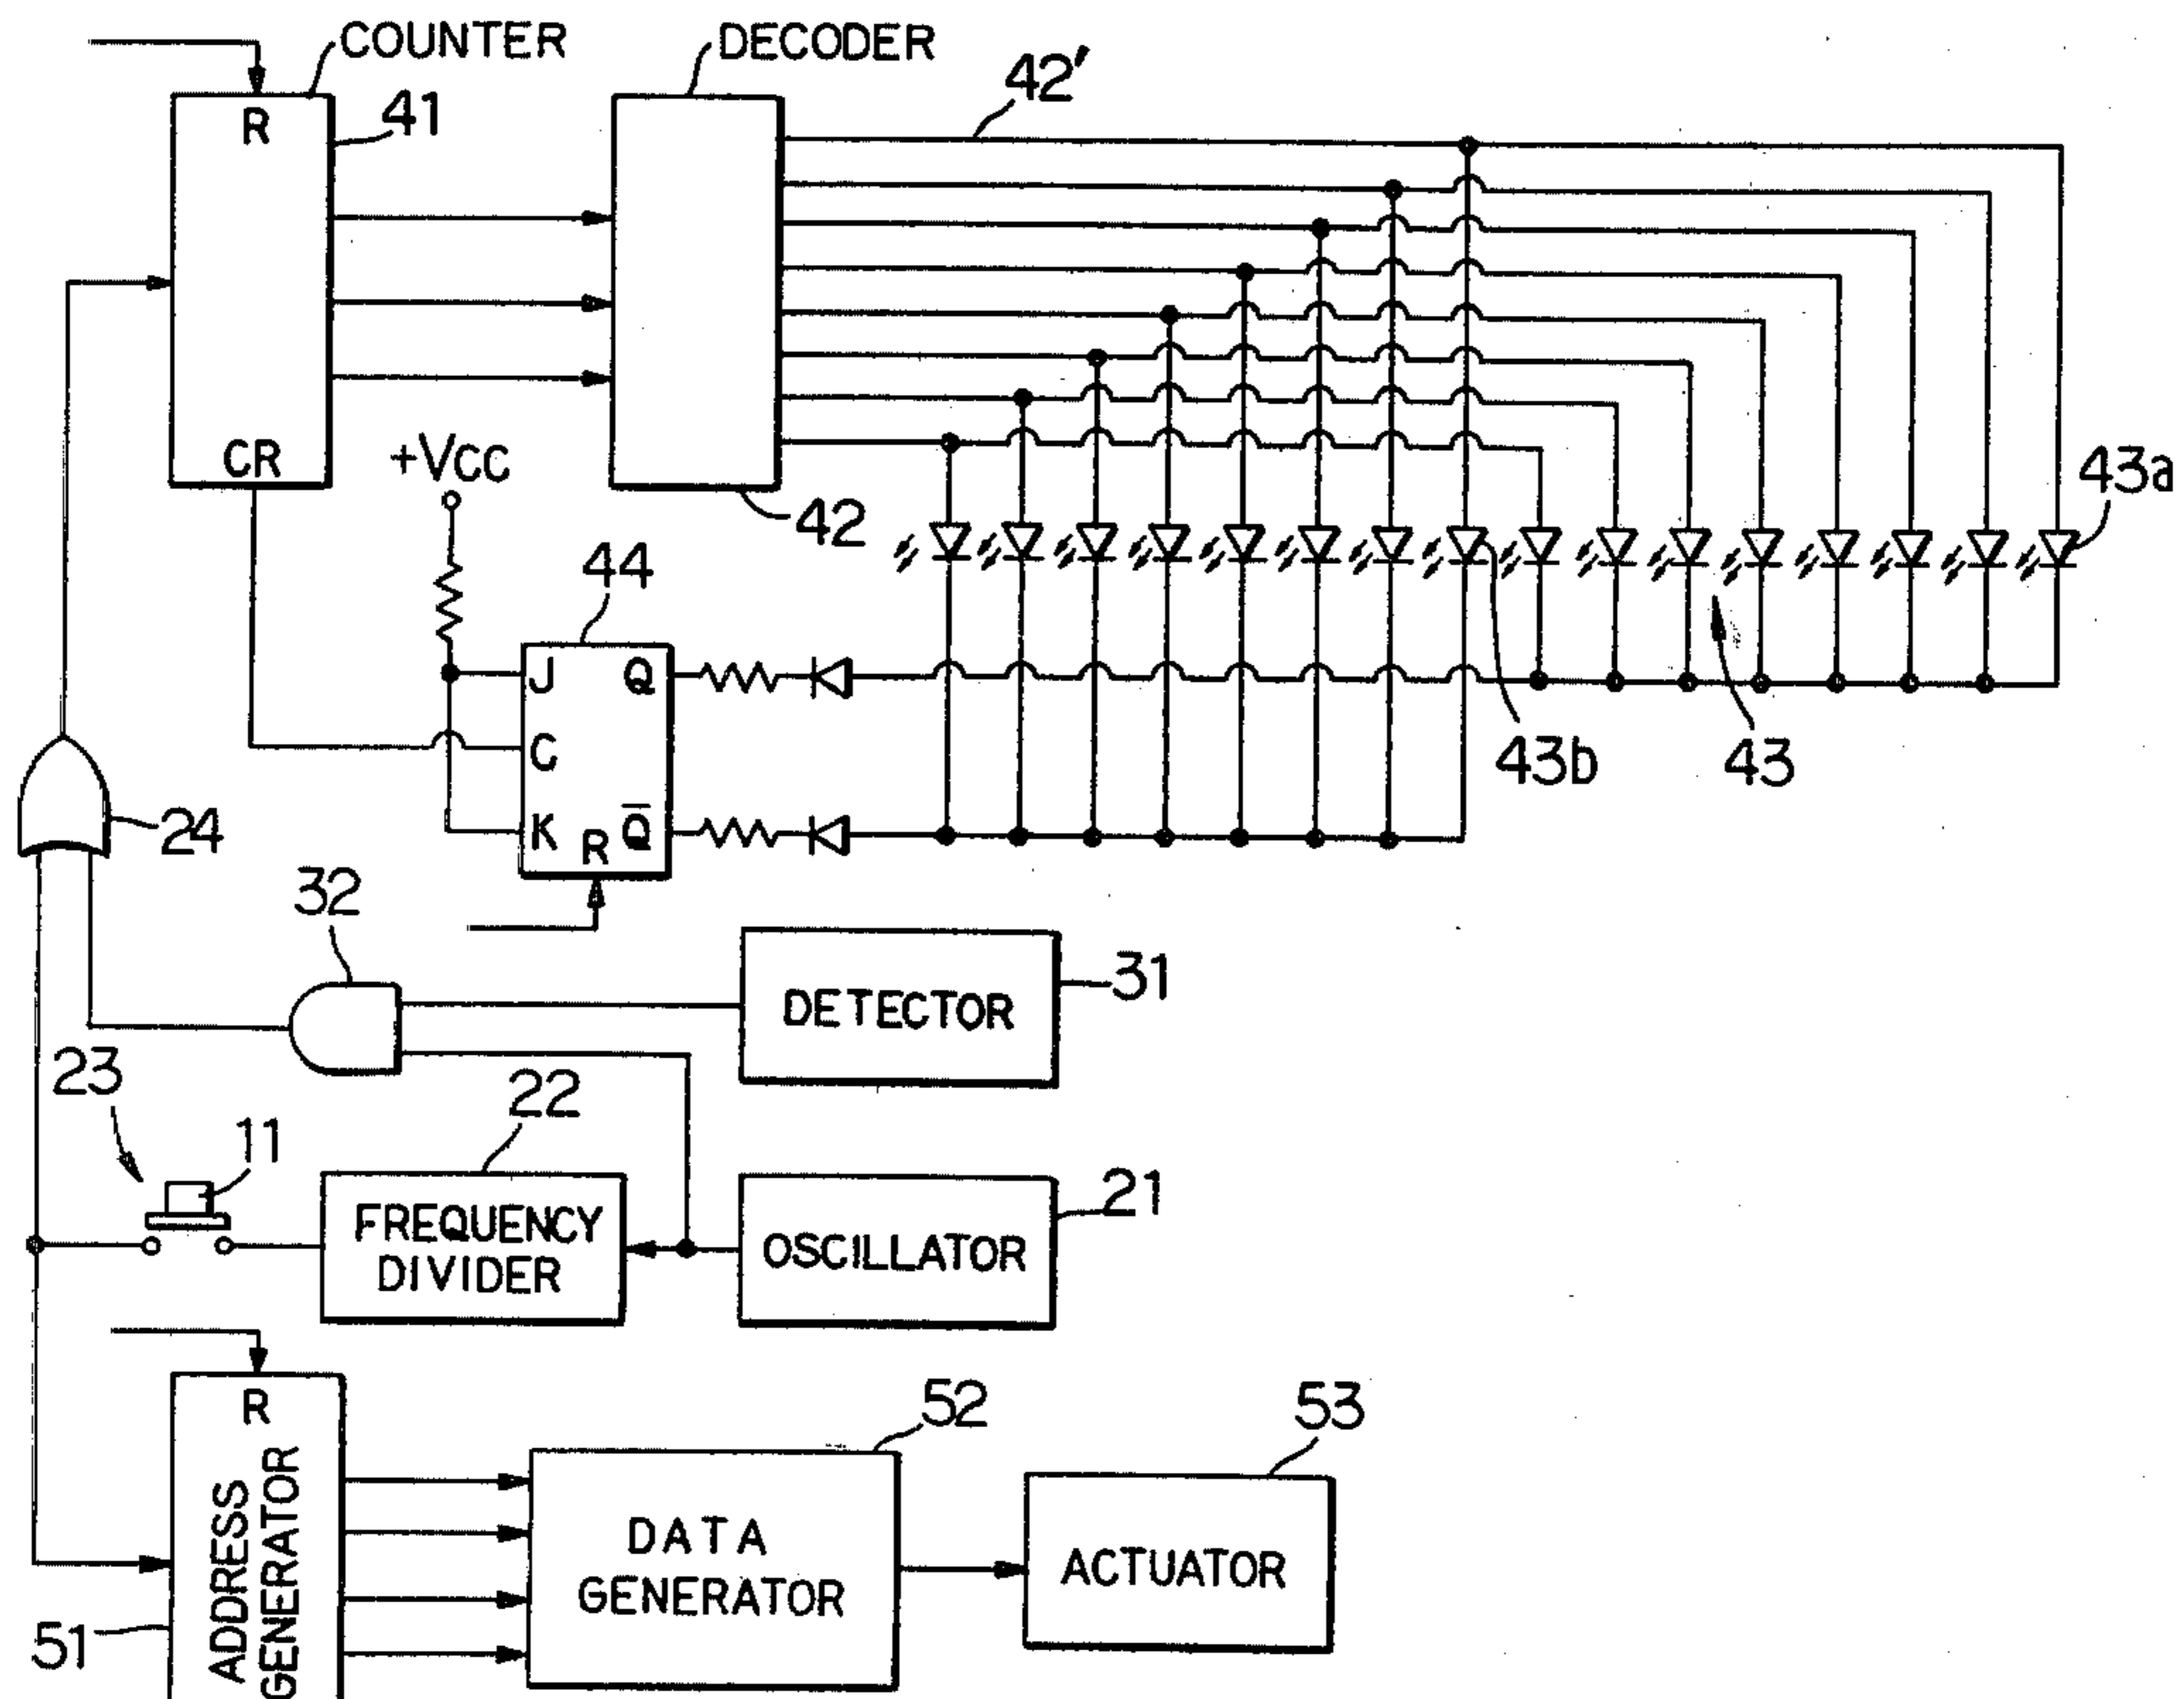 COUNTER
DECODER
42'
R
41
CR
+VCC
42
43a
44
J
Q
C
43b
43
K
R
Q̅
24
32
DETECTOR
31
23
11
22
FREQUENCY
DIVIDER
OSCILLATOR
21
R
ADDRESS
GENERATOR
51
52
DATA
GENERATOR
53
ACTUATOR